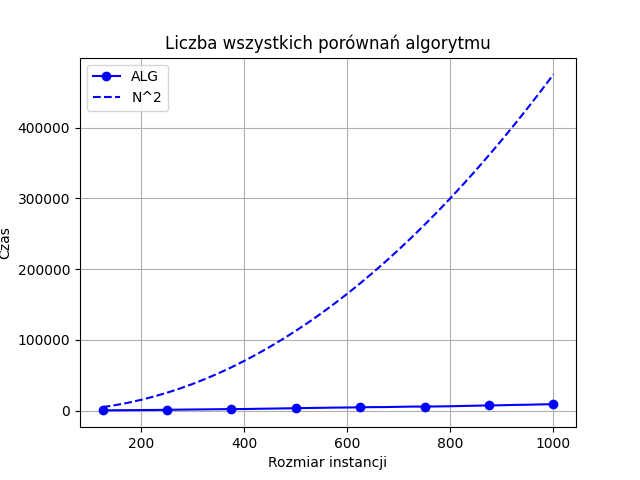 Liczba wszystkich porównań algorytmu
ALG
N^2
400000
300000
200000
100000
0
Czas
200
400
600
800
1000
Rozmiar instancji